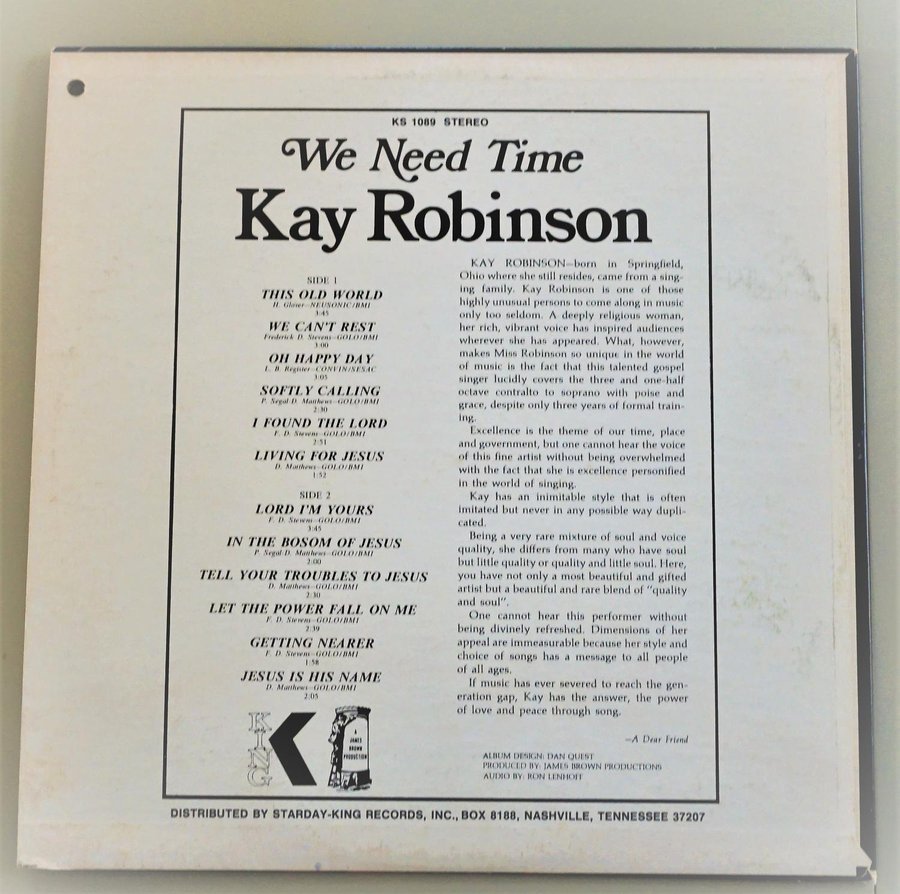 KS 1089 STEREO
We Need Time
Kay Robinson
SIDE 1
THIS OLD WORLD
H. Glover—NEUSONIC/BMI
3:45
WE CAN'T REST
Frederick D. Stevens—GOLO/BMI
3:00
OH HAPPY DAY
L. B. Register—CONVIN/SESAC
3:05
SOFTLY CALLING
P. Segal-D. Matthews—GOLO/BMI
2:30
I FOUND THE LORD
F. D. Stevens—GOLO/BMI
2:51
LIVING FOR JESUS
D. Matthews—GOLO/BMI
1:52
SIDE 2
LORD I'M YOURS
F. D. Stevens—GOLO/BMI
3:45
IN THE BOSOM OF JESUS
P. Segal-D. Matthews—GOLO/BMI
2:00
TELL YOUR TROUBLES TO JESUS
D. Matthews—GOLO/BMI
2:30
LET THE POWER FALL ON ME
F. D. Stevens—GOLO/BMI
2:39
GETTING NEARER
F. D. Stevens—GOLO/BMI
1:58
JESUS IS HIS NAME
D. Matthews—GOLO/BMI
2:05
KING
A
JAMES
BROWN
PRODUCTION
KAY ROBINSON—born in Springfield,
Ohio where she still resides, came from a sing-
ing family. Kay Robinson is one of those
highly unusual persons to come along in music
only too seldom. A deeply religious woman,
her rich, vibrant voice has inspired audiences
wherever she has appeared. What, however,
makes Miss Robinson so unique in the world
of music is the fact that this talented gospel
singer lucidly covers the three and one-half
octave contralto to soprano with poise and
grace, despite only three years of formal train-
ing.
Excellence is the theme of our time, place
and government, but one cannot hear the voice
of this fine artist without being overwhelmed
with the fact that she is excellence personified
in the world of singing.
Kay has an inimitable style that is often
imitated but never in any possible way dupli-
cated.
Being a very rare mixture of soul and voice
quality, she differs from many who have soul
but little quality or quality and little soul. Here,
you have not only a most beautiful and gifted
artist but a beautiful and rare blend of "quality
and soul".
One cannot hear this performer without
being divinely refreshed. Dimensions of her
appeal are immeasurable because her style and
choice of songs has a message to all people
of all ages.
If music has ever severed to reach the gen-
eration gap, Kay has the answer, the power
of love and peace through song.
—A Dear Friend
ALBUM DESIGN: DAN QUEST
PRODUCED BY: JAMES BROWN PRODUCTIONS
AUDIO BY: RON LENHOFF
DISTRIBUTED BY STARDAY-KING RECORDS, INC., BOX 8188, NASHVILLE, TENNESSEE 37207